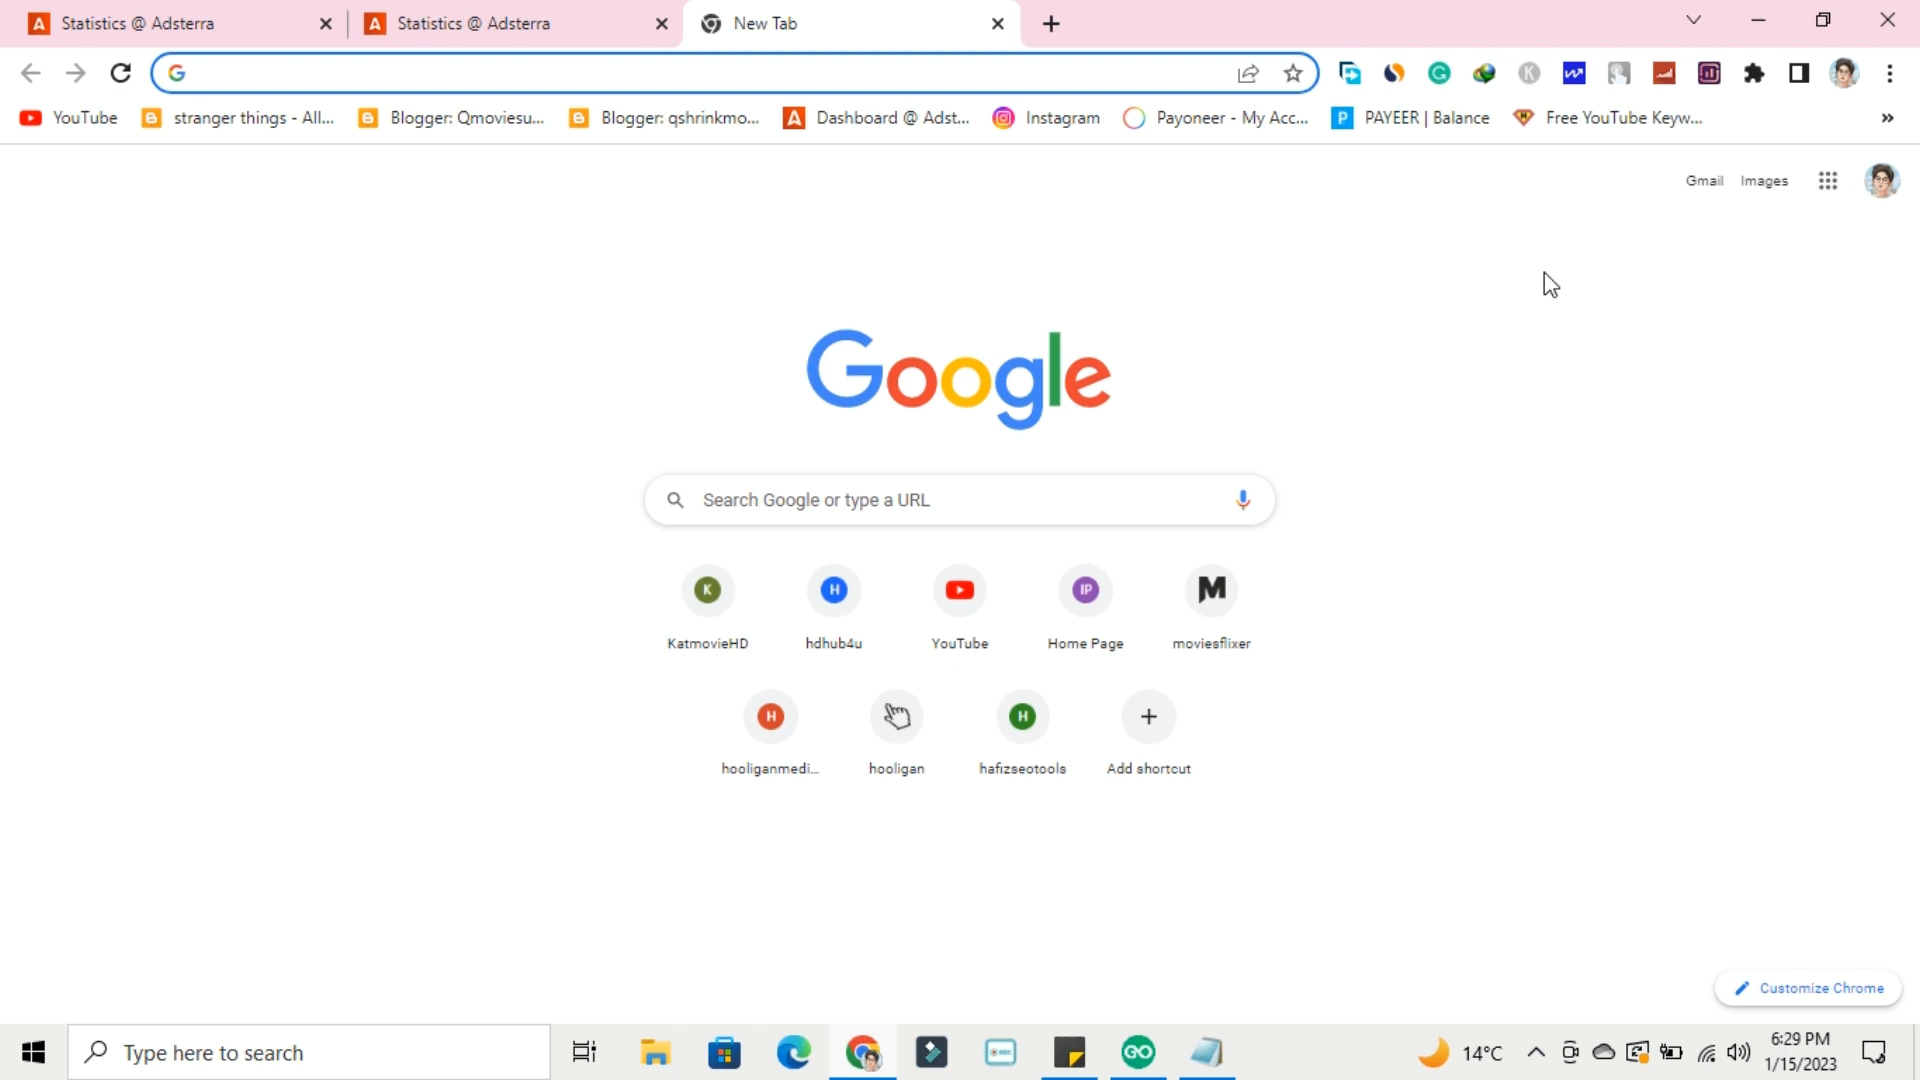 Statistics @ Adsterra
Statistics @ Adsterra
New Tab
YouTube
stranger things - All...
Blogger: Qmoviesu...
Blogger: qshrinkmo...
Dashboard @ Adst...
Instagram
Payoneer - My Acc...
PAYEER | Balance
Free YouTube Keyw...
»
Gmail
Images
Google
Search Google or type a URL
K
H
IP
M
KatmovieHD
hdhub4u
YouTube
Home Page
moviesflixer
H
H
hooliganmedi...
hooligan
hafizseotools
Add shortcut
Customize Chrome
Type here to search
GO
14°C
6:29 PM
1/15/2023